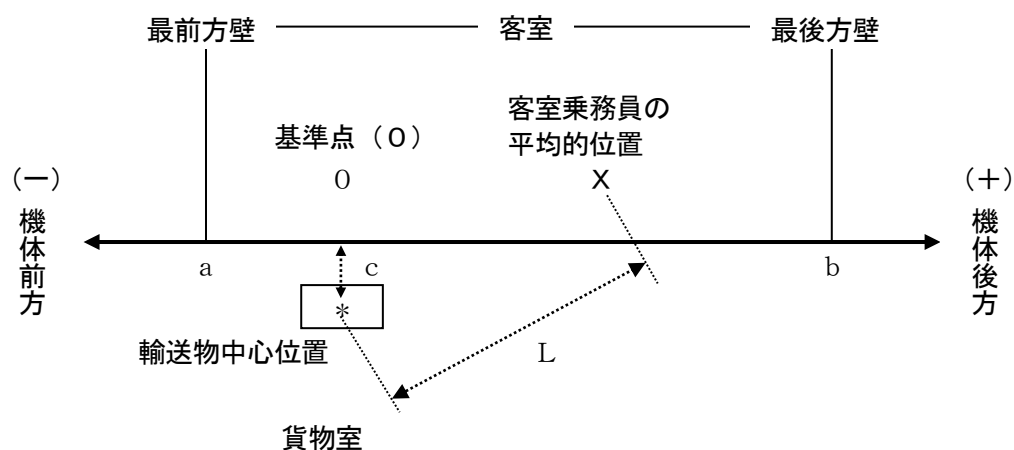 最前方壁 客室 最後方壁
客室乗務員の
平均的位置
基準点(0)
(-) 0 X (+)
機体前方
機体後方
a c b
*
輸送物中心位置 L
貨物室